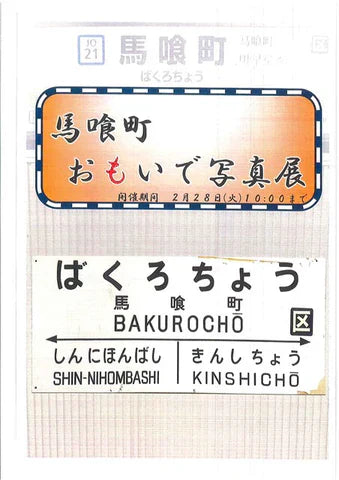 JO
21
馬喰町
ばくろちょう
馬喰町
馬喰町
おもいで写真展
開催期間 2月28日(火)10:00まで
ばくろちょう
馬喰町
BAKUROCHŌ
区
しんにほんばし
きんしちょう
SHIN-NIHOMBASHI
KINSHICHŌ